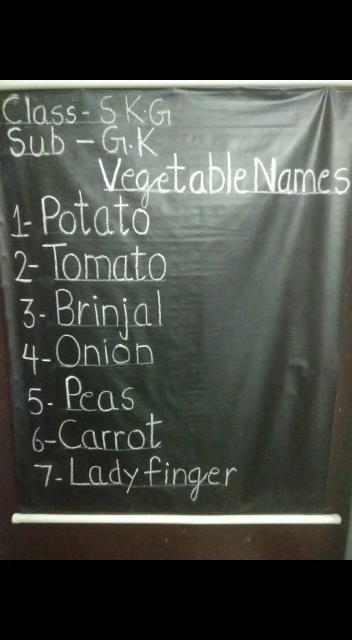 Class- S K.G
Sub - G.K
Vegetable Names
1- Potato
2- Tomato
3- Brinjal
4- Onion
5- Peas
6- Carrot
7- Lady finger